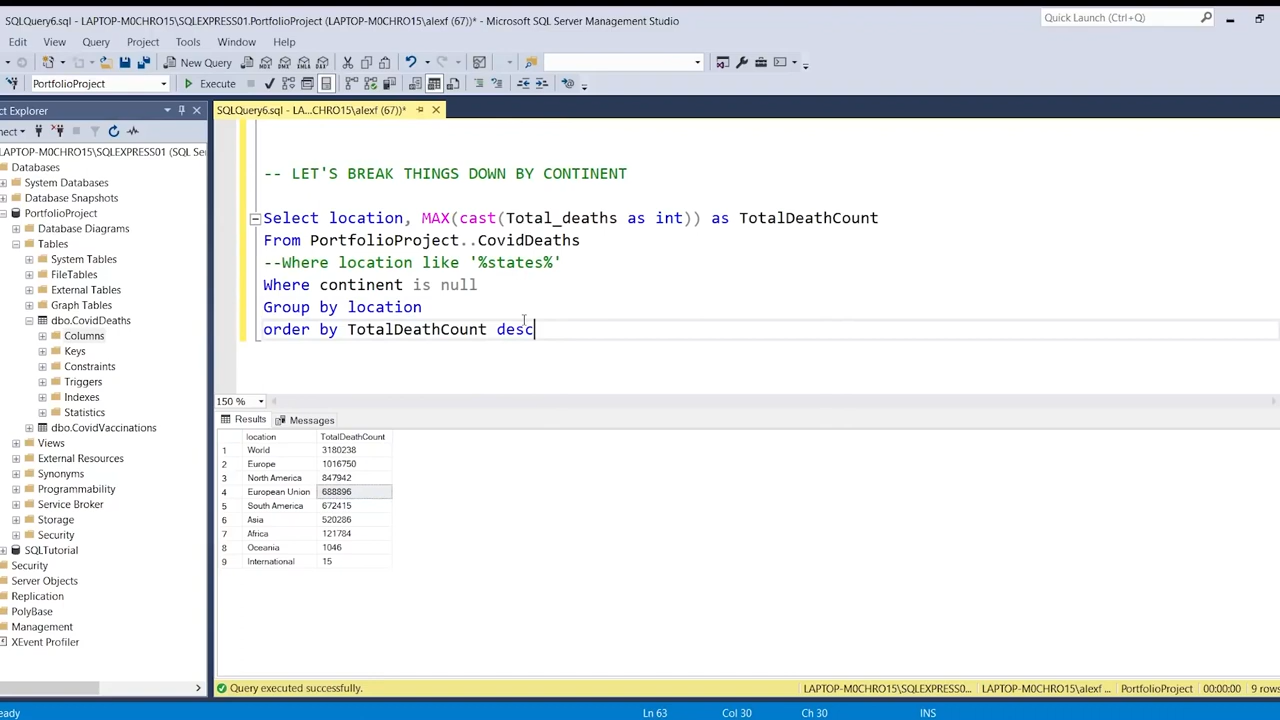 SQLQuery6.sql - LAPTOP-M0CHRO15\SQLEXPRESS01.PortfolioProject (LAPTOP-M0CHRO15\alexf (67))* - Microsoft SQL Server Management Studio
Quick Launch (Ctrl+Q)
Edit View Query Project Tools Window Help
New Query
PortfolioProject Execute
ct Explorer
SQLQuery6.sql - LA...CHRO15\alexf (67))*
nnect
LAPTOP-M0CHRO15\SQLEXPRESS01 (SQL Se
Databases
System Databases
Database Snapshots
PortfolioProject
Database Diagrams
Tables
System Tables
FileTables
External Tables
Graph Tables
dbo.CovidDeaths
Columns
Keys
Constraints
Triggers
Indexes
Statistics
dbo.CovidVaccinations
Views
External Resources
Synonyms
Programmability
Service Broker
Storage
Security
SQLTutorial
Security
Server Objects
Replication
PolyBase
Management
XEvent Profiler
-- LET'S BREAK THINGS DOWN BY CONTINENT
Select location, MAX(cast(Total_deaths as int)) as TotalDeathCount
From PortfolioProject..CovidDeaths
--Where location like '%states%'
Where continent is null
Group by location
order by TotalDeathCount desc
150 %
Results Messages
location TotalDeathCount
1 World 3180238
2 Europe 1016750
3 North America 847942
4 European Union 688896
5 South America 672415
6 Asia 520286
7 Africa 121784
8 Oceania 1046
9 International 15
Query executed successfully. LAPTOP-M0CHRO15\SQLEXPRESS0... LAPTOP-M0CHRO15\alexf ... PortfolioProject 00:00:00 9 rows
eady Ln 63 Col 30 Ch 30 INS